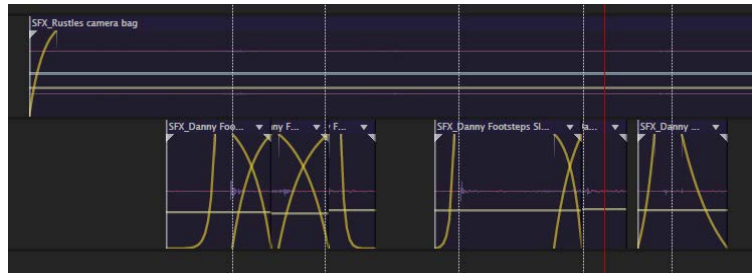 SFX_Rustles camera bag
SFX_Danny Foo... ny F... F...
SFX_Danny Footsteps Sl... a...
SFX_Danny ...